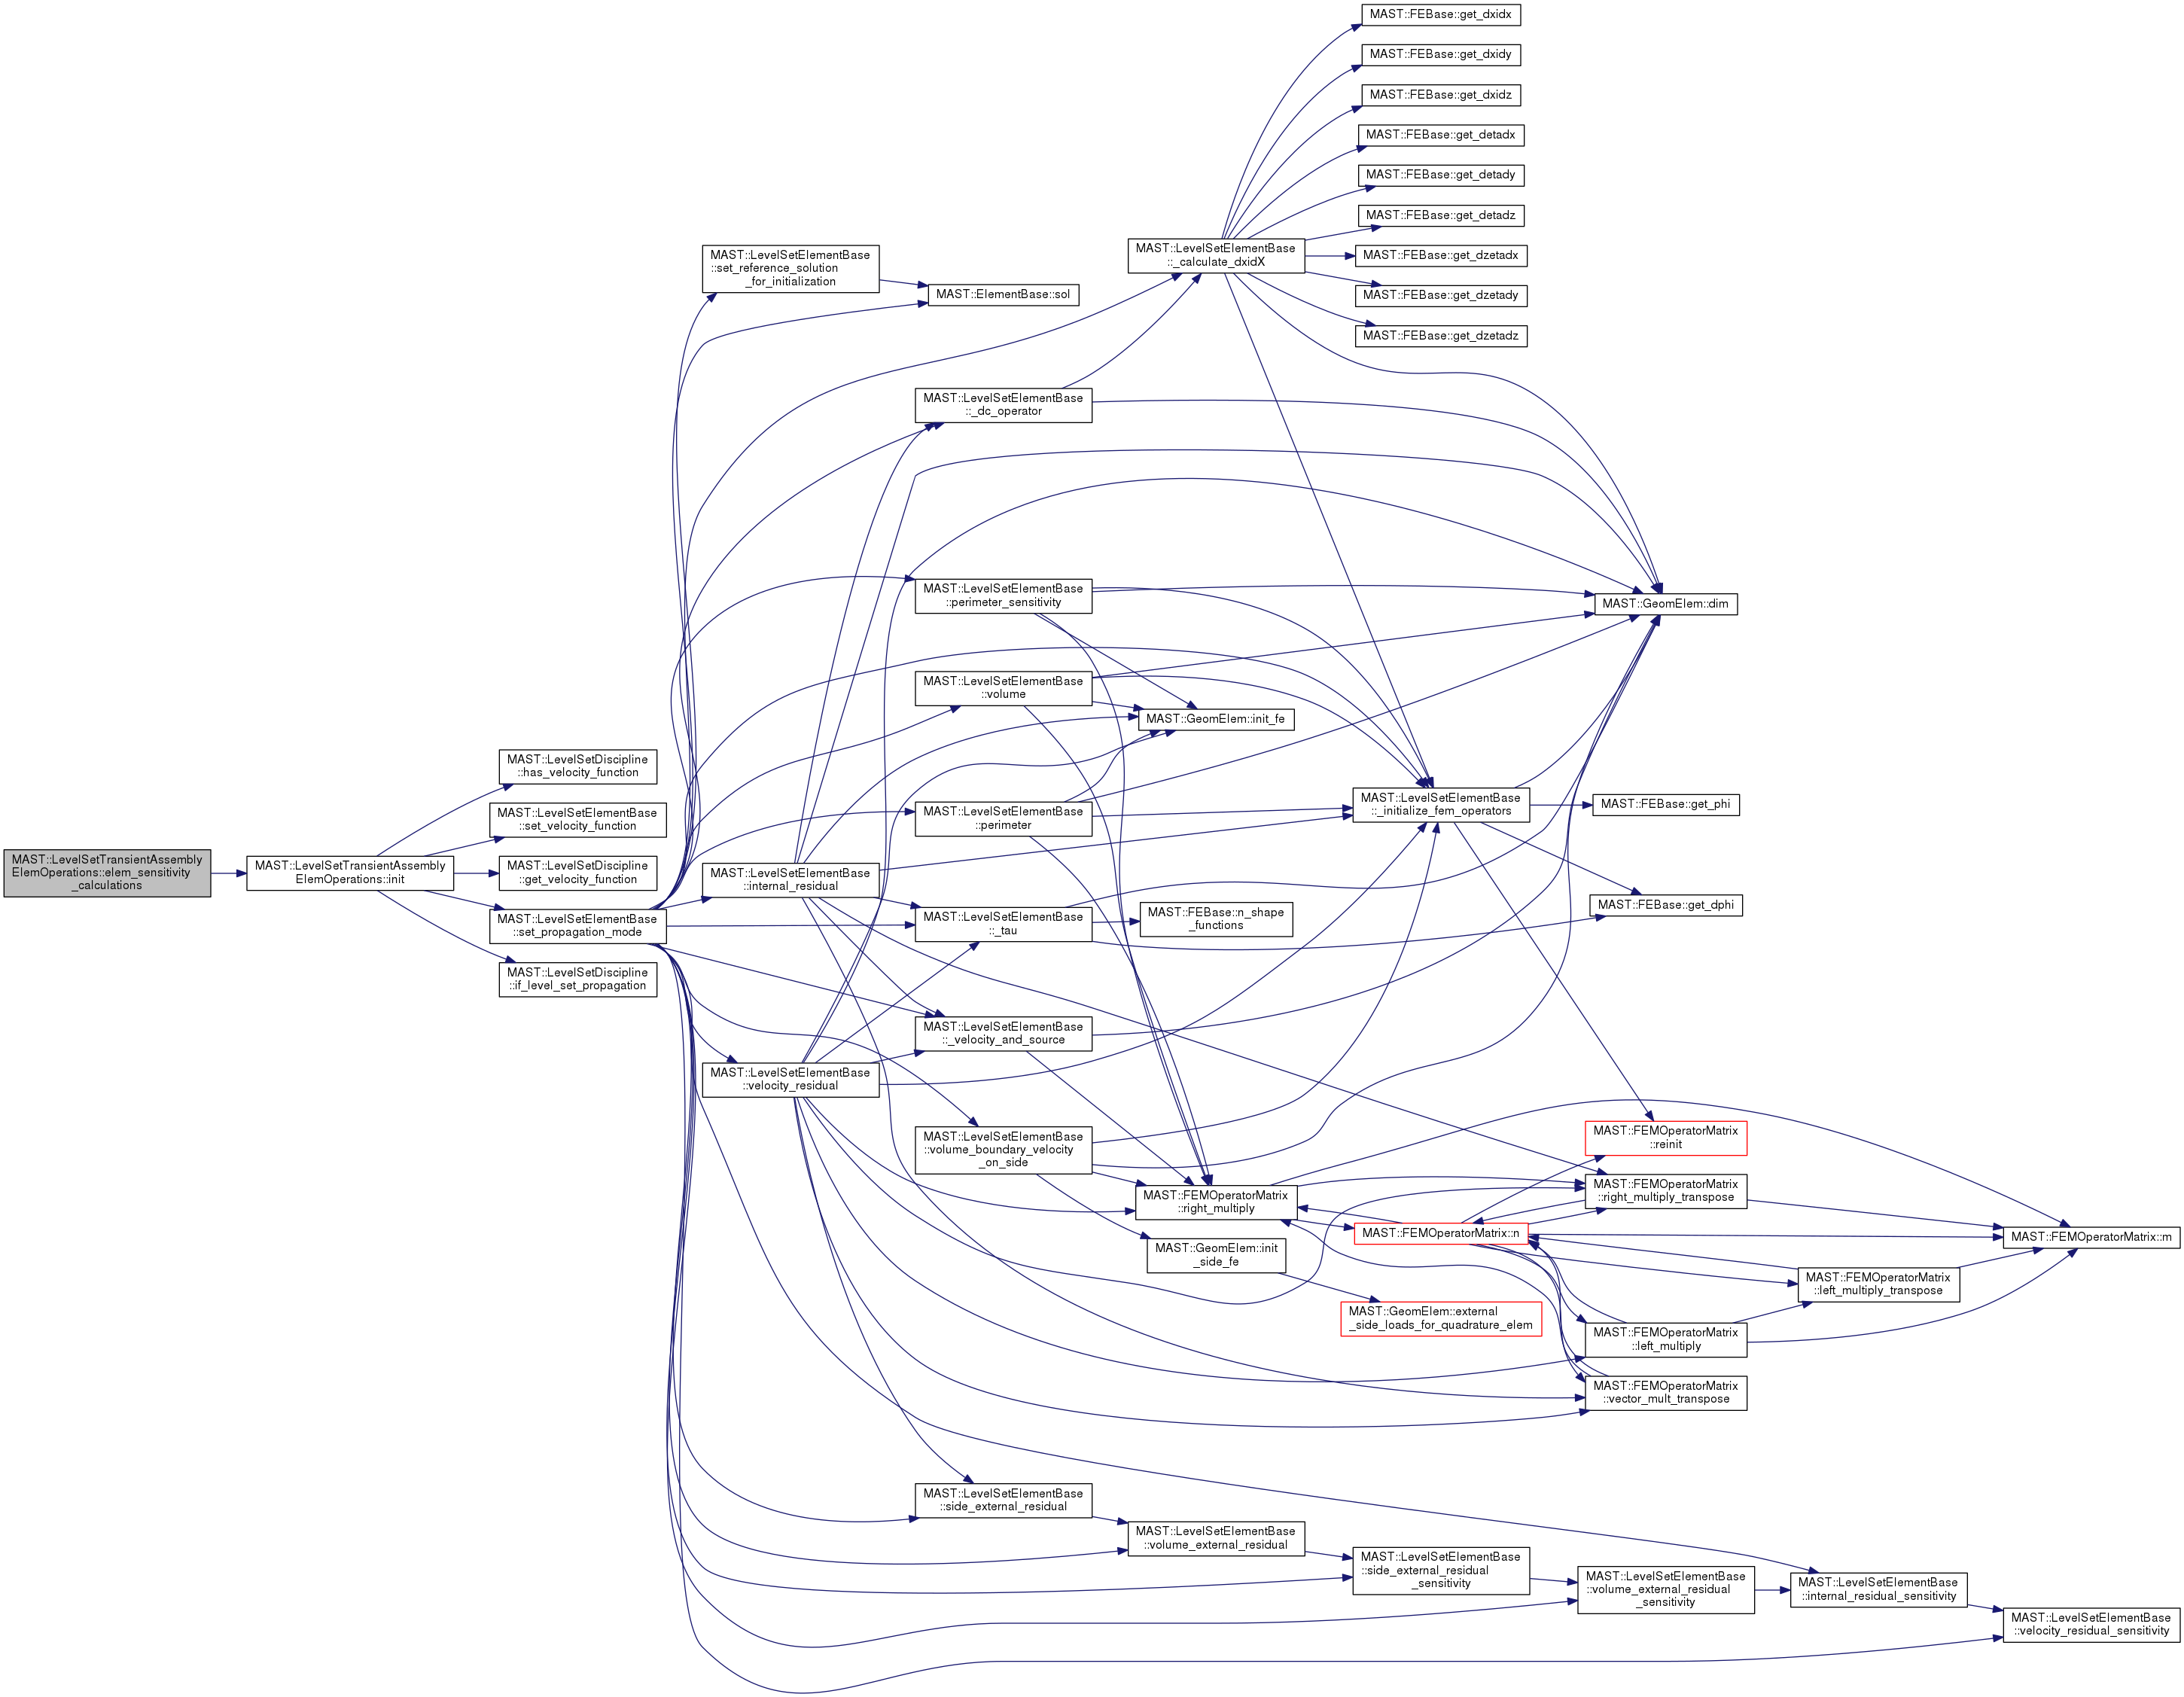 MAST::LevelSetTransientAssembly
ElemOperations::elem_sensitivity
_calculations
MAST::LevelSetTransientAssembly
ElemOperations::init
MAST::LevelSetDiscipline
::has_velocity_function
MAST::LevelSetElementBase
::set_velocity_function
MAST::LevelSetDiscipline
::get_velocity_function
MAST::LevelSetElementBase
::set_propagation_mode
MAST::LevelSetDiscipline
::if_level_set_propagation
MAST::LevelSetElementBase
::set_reference_solution
_for_initialization
MAST::ElementBase::sol
MAST::LevelSetElementBase
::internal_residual
MAST::LevelSetElementBase
::velocity_residual
MAST::LevelSetElementBase
::_dc_operator
MAST::LevelSetElementBase
::perimeter_sensitivity
MAST::LevelSetElementBase
::volume
MAST::LevelSetElementBase
::perimeter
MAST::LevelSetElementBase
::_tau
MAST::LevelSetElementBase
::_velocity_and_source
MAST::LevelSetElementBase
::volume_boundary_velocity
_on_side
MAST::LevelSetElementBase
::side_external_residual
MAST::LevelSetElementBase
::_calculate_dxidX
MAST::GeomElem::init_fe
MAST::FEBase::n_shape
_functions
MAST::FEMOperatorMatrix
::right_multiply
MAST::GeomElem::init
_side_fe
MAST::LevelSetElementBase
::volume_external_residual
MAST::FEBase::get_dxidx
MAST::FEBase::get_dxidy
MAST::FEBase::get_dxidz
MAST::FEBase::get_detadx
MAST::FEBase::get_detady
MAST::FEBase::get_detadz
MAST::FEBase::get_dzetadx
MAST::FEBase::get_dzetady
MAST::FEBase::get_dzetadz
MAST::LevelSetElementBase
::_initialize_fem_operators
MAST::FEMOperatorMatrix::n
MAST::GeomElem::external
_side_loads_for_quadrature_elem
MAST::LevelSetElementBase
::side_external_residual
_sensitivity
MAST::GeomElem::dim
MAST::FEBase::get_phi
MAST::FEBase::get_dphi
MAST::FEMOperatorMatrix
::reinit
MAST::FEMOperatorMatrix
::right_multiply_transpose
MAST::FEMOperatorMatrix
::left_multiply
MAST::FEMOperatorMatrix
::vector_mult_transpose
MAST::LevelSetElementBase
::volume_external_residual
_sensitivity
MAST::FEMOperatorMatrix
::left_multiply_transpose
MAST::LevelSetElementBase
::internal_residual_sensitivity
MAST::FEMOperatorMatrix::m
MAST::LevelSetElementBase
::velocity_residual_sensitivity